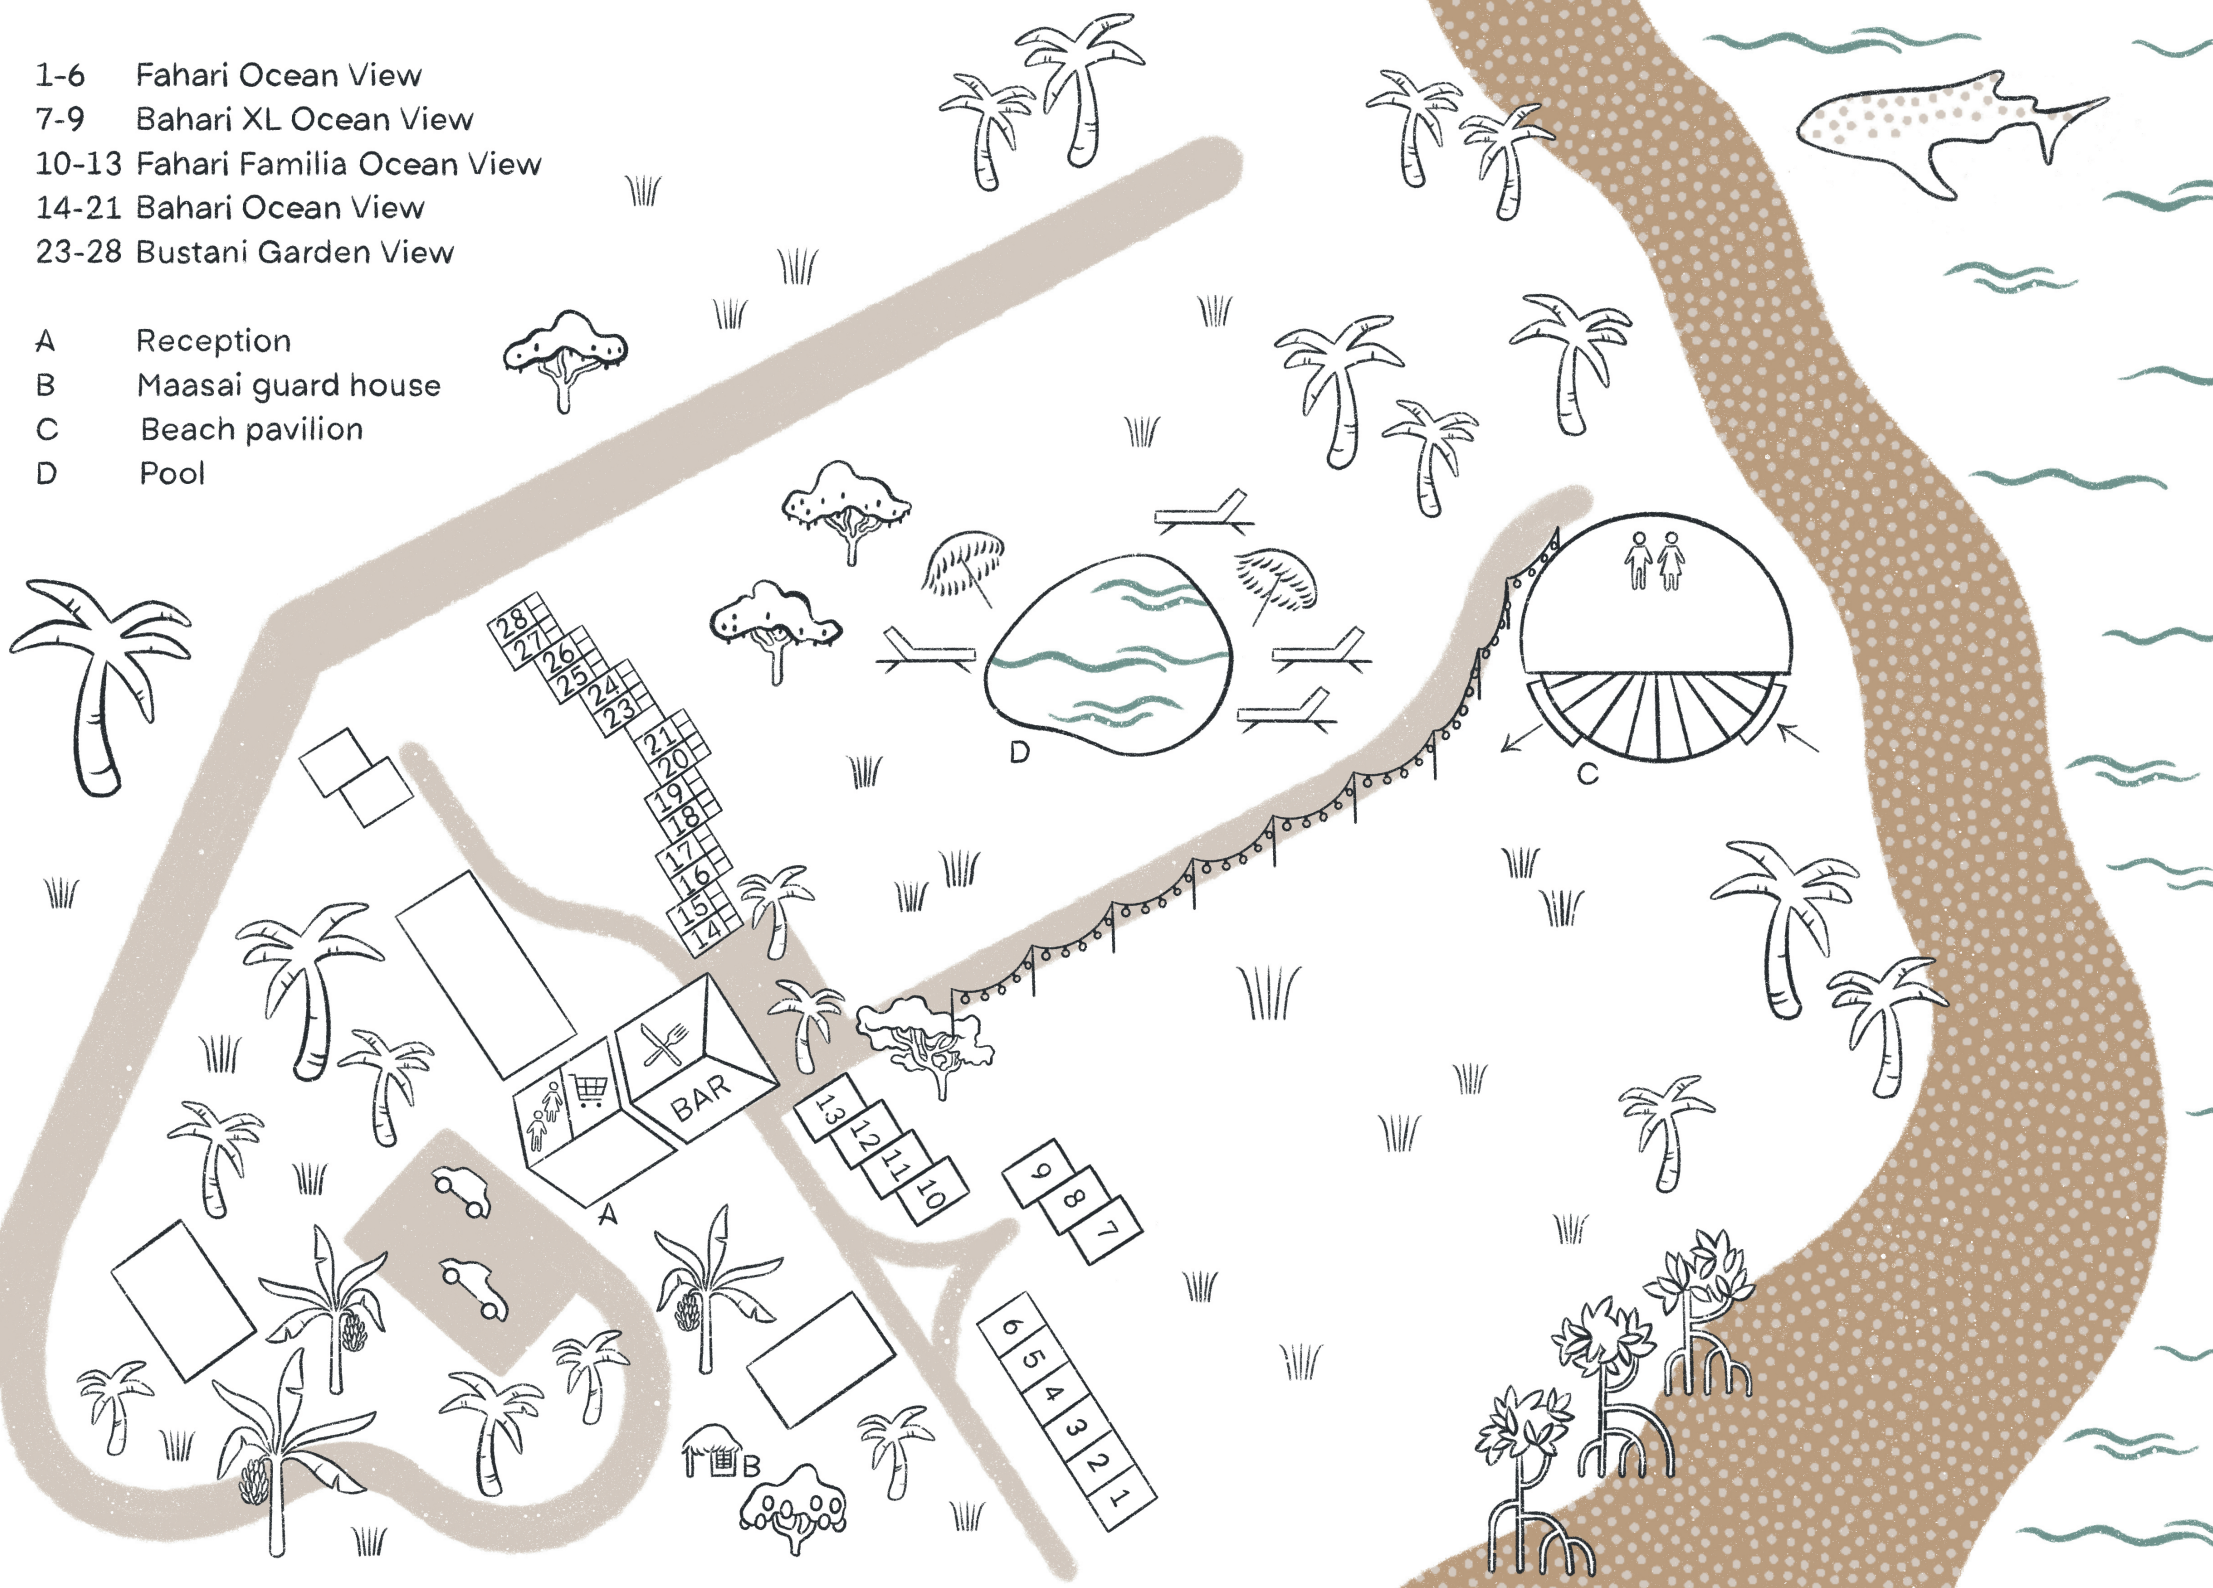 1-6 Fahari Ocean View
7-9 Bahari XL Ocean View
10-13 Fahari Familia Ocean View
14-21 Bahari Ocean View
23-28 Bustani Garden View
A Reception
B Maasai guard house
C Beach pavilion
D Pool
28
27
26
25
24
23
21
20
19
18
17
16
15
14
D
C
BAR
A
13
12
11
10
9
8
7
6
5
4
3
2
1
B